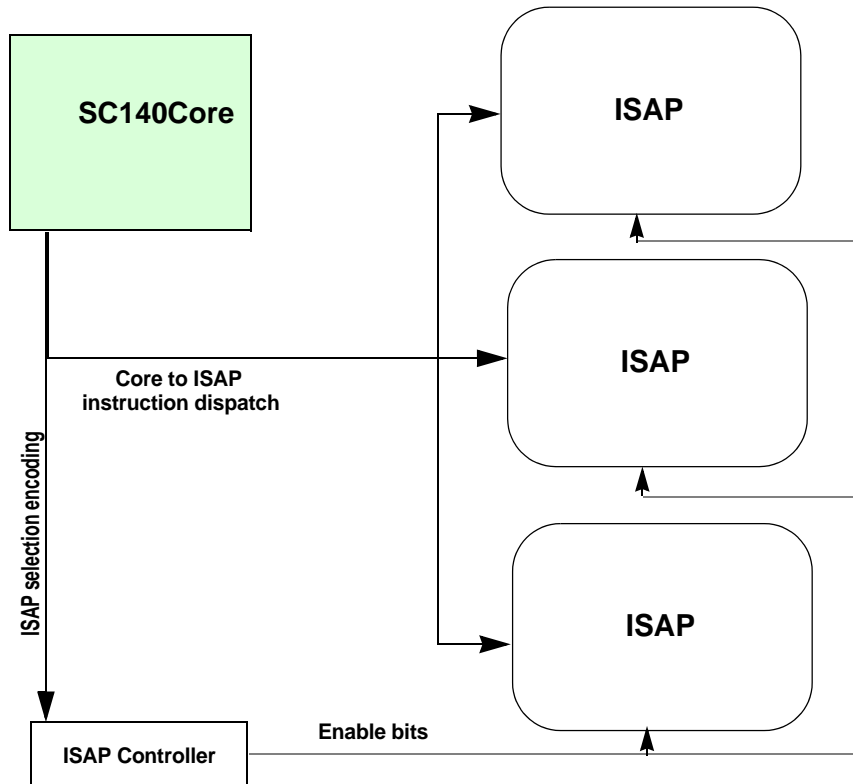 SC140Core
ISAP
ISAP
Core to ISAP
instruction dispatch
ISAP selection encoding
ISAP
Enable bits
ISAP Controller